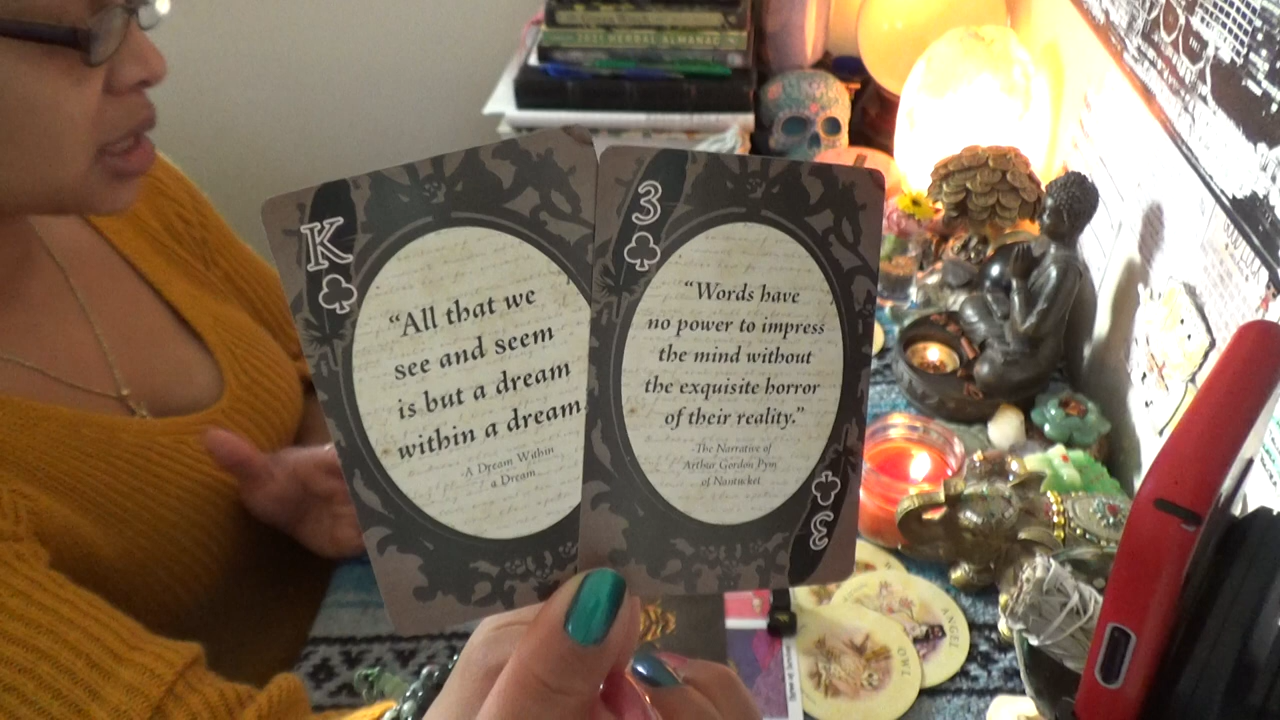 HERBAL ALMANAC
K
“All that we
see and seem
is but a dream
within a dream
-A Dream Within
a Dream
3
“Words have
no power to impress
the mind without
the exquisite horror
of their reality.”
-The Narrative of
Arthur Gordon Pym
of Nantucket
3
ANGEL
TWO